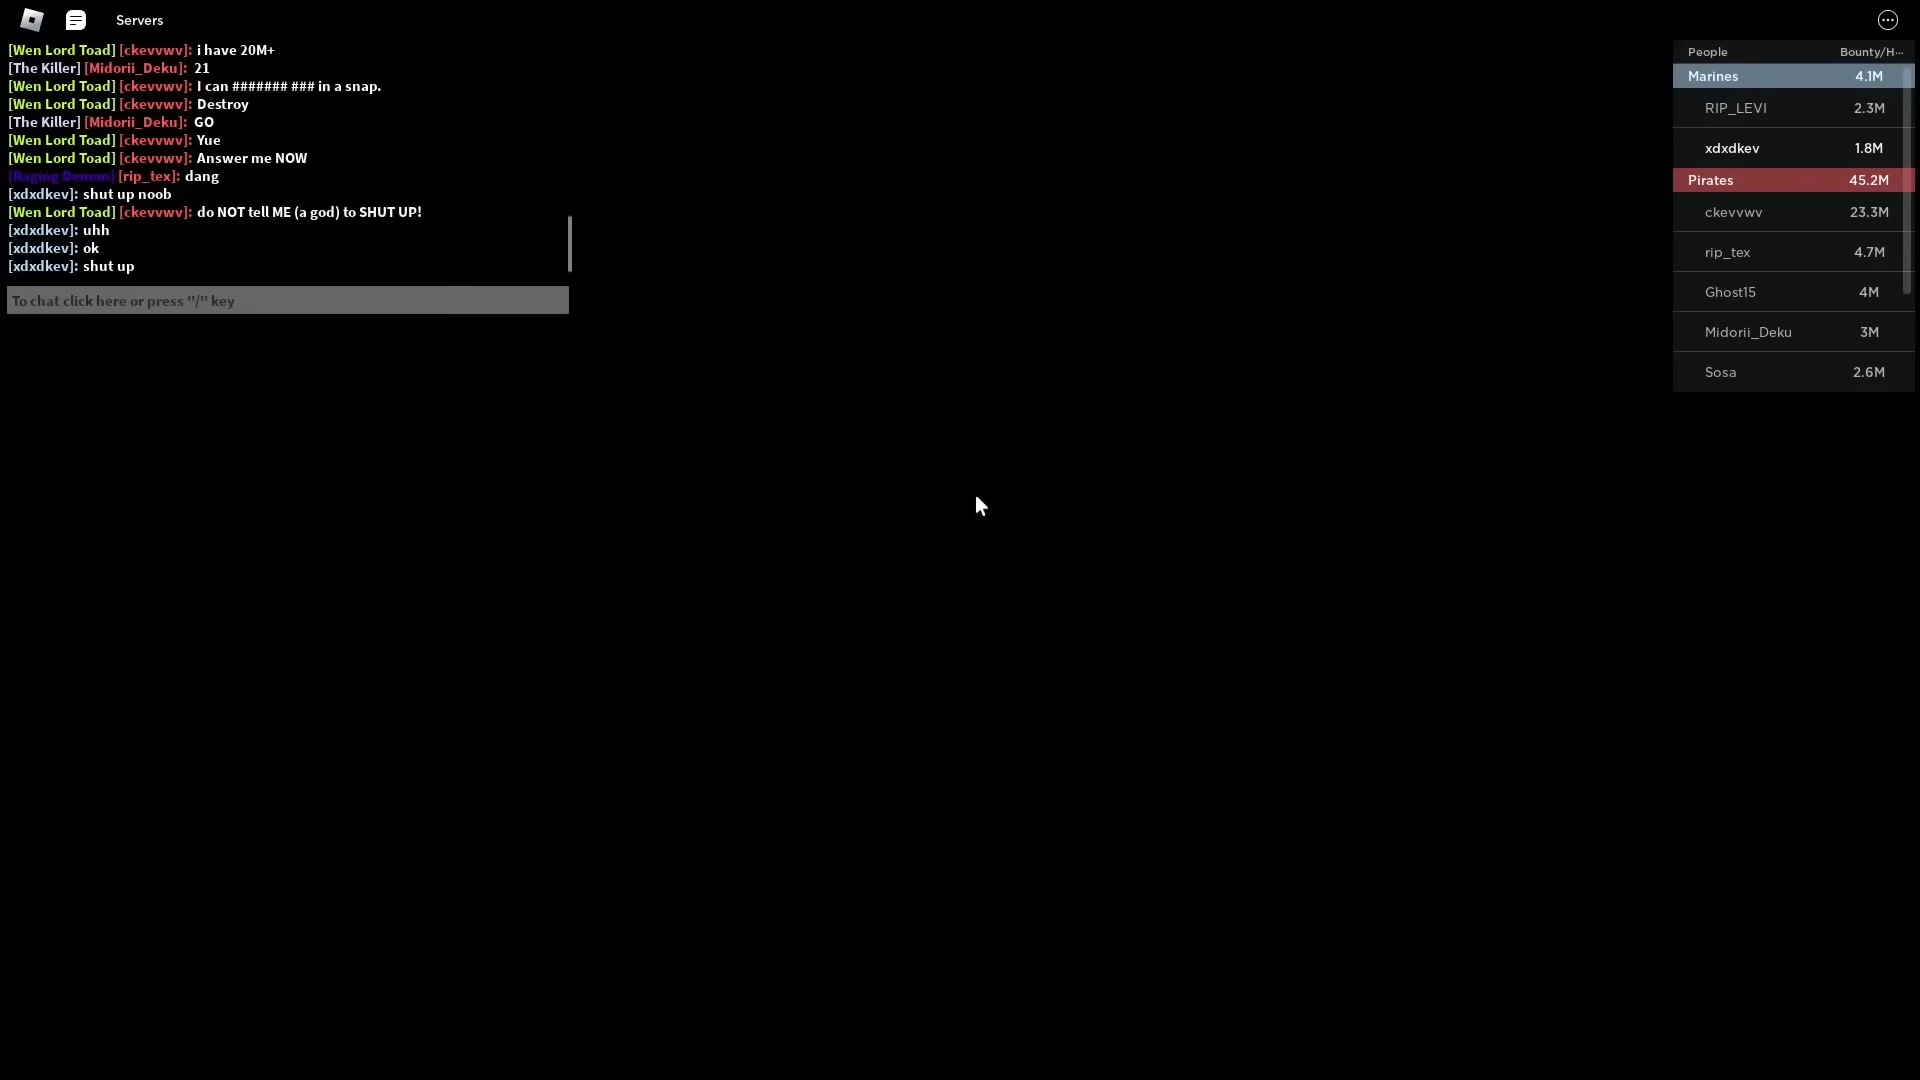 Servers
[Wen Lord Toad] [ckevvwv]: i have 20M+
[The Killer] [Midorii_Deku]: 21
[Wen Lord Toad] [ckevvwv]: I can ####### ### in a snap.
[Wen Lord Toad] [ckevvwv]: Destroy
[The Killer] [Midorii_Deku]: GO
[Wen Lord Toad] [ckevvwv]: Yue
[Wen Lord Toad] [ckevvwv]: Answer me NOW
[Raging Demon] [rip_tex]: dang
[xdxdkev]: shut up noob
[Wen Lord Toad] [ckevvwv]: do NOT tell ME (a god) to SHUT UP!
[xdxdkev]: uhh
[xdxdkev]: ok
[xdxdkev]: shut up
To chat click here or press "/" key
People Bounty/H...
Marines 4.1M
RIP_LEVI 2.3M
xdxdkev 1.8M
Pirates 45.2M
ckevvwv 23.3M
rip_tex 4.7M
Ghost15 4M
Midorii_Deku 3M
Sosa 2.6M